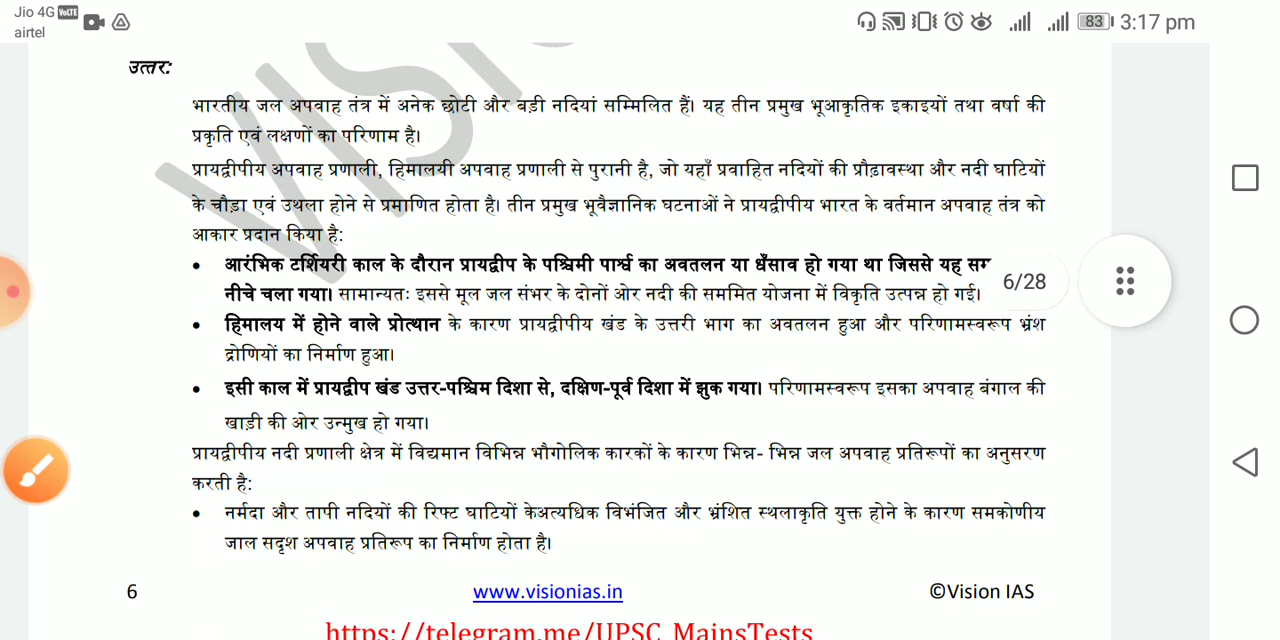 Jio 4G VoLTE
airtel
83 3:17 pm
उत्तर:
भारतीय जल अपवाह तंत्र में अनेक छोटी और बड़ी नदियां सम्मिलित हैं। यह तीन प्रमुख भूआकृतिक इकाइयों तथा वर्षा की
प्रकृति एवं लक्षणों का परिणाम है।
प्रायद्वीपीय अपवाह प्रणाली, हिमालयी अपवाह प्रणाली से पुरानी है, जो यहाँ प्रवाहित नदियों की प्रौढ़ावस्था और नदी घाटियों
के चौड़ा एवं उथला होने से प्रमाणित होता है। तीन प्रमुख भूवैज्ञानिक घटनाओं ने प्रायद्वीपीय भारत के वर्तमान अपवाह तंत्र को
आकार प्रदान किया है:
• आरंभिक टर्शियरी काल के दौरान प्रायद्वीप के पश्चिमी पार्श्व का अवतलन या धँसाव हो गया था जिससे यह
नीचे चला गया। सामान्यतः इससे मूल जल संभर के दोनों ओर नदी की सममित योजना में विकृति उत्पन्न हो गई।
6/28
• हिमालय में होने वाले प्रोत्थान के कारण प्रायद्वीपीय खंड के उत्तरी भाग का अवतलन हुआ और परिणामस्वरूप भ्रंश
द्रोणियों का निर्माण हुआ।
• इसी काल में प्रायद्वीप खंड उत्तर-पश्चिम दिशा से, दक्षिण-पूर्व दिशा में झुक गया। परिणामस्वरूप इसका अपवाह बंगाल की
खाड़ी की ओर उन्मुख हो गया।
प्रायद्वीपीय नदी प्रणाली क्षेत्र में विद्यमान विभिन्न भौगोलिक कारकों के कारण भिन्न- भिन्न जल अपवाह प्रतिरूपों का अनुसरण
करती है:
• नर्मदा और तापी नदियों की रिफ्ट घाटियों केअत्यधिक विभंजित और भ्रंशित स्थलाकृति युक्त होने के कारण समकोणीय
जाल सदृश अपवाह प्रतिरूप का निर्माण होता है।
6 www.visionias.in ©Vision IAS
https://telegram.me/UPSC_MainsTests